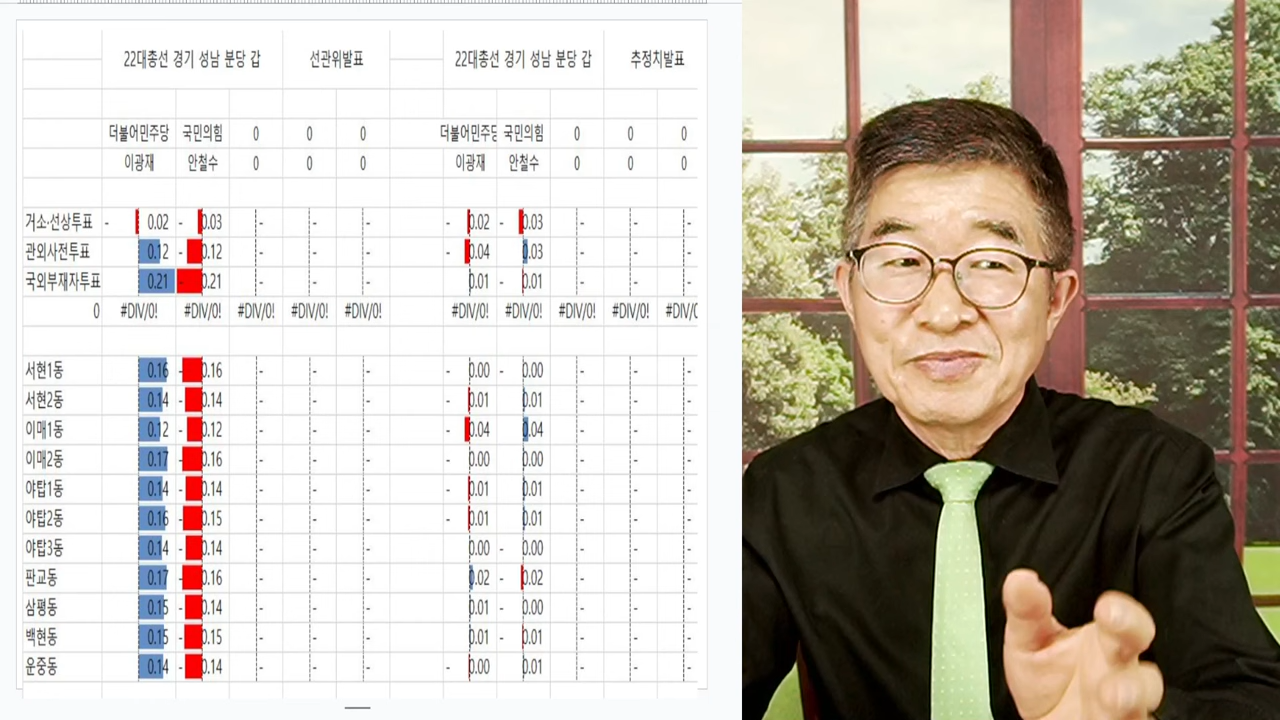 22대총선 경기 성남 분당 갑 선관위발표 22대총선 경기 성남 분당 갑 추정치발표
더불어민주당 국민의힘 0 0 0 더불어민주당 국민의힘 0 0 0
이광재 안철수 0 0 0 이광재 안철수 0 0 0
거소·선상투표 - 0.02 - 0.03 - - - - 0.02 - 0.03 - - -
관외사전투표 0.12 - 0.12 - - - - 0.04 0.03 - - -
국외부재자투표 0.21 - 0.21 - - - 0.01 - 0.01 - - -
0 #DIV/0! #DIV/0! #DIV/0! #DIV/0! #DIV/0! #DIV/0! #DIV/0! #DIV/0! #DIV/0! #DIV/0
서현1동 0.16 - 0.16 - - - 0.00 - 0.00 - - -
서현2동 0.14 - 0.14 - - - - 0.01 0.01 - - -
이매1동 0.12 - 0.12 - - - - 0.04 0.04 - - -
이매2동 0.17 - 0.16 - - - - 0.00 0.00 - - -
야탑1동 0.14 - 0.14 - - - - 0.01 0.01 - - -
야탑2동 0.16 - 0.15 - - - - 0.01 0.01 - - -
야탑3동 0.14 - 0.14 - - - 0.00 - 0.00 - - -
판교동 0.17 - 0.16 - - - 0.02 - 0.02 - - -
삼평동 0.15 - 0.14 - - - 0.01 - 0.00 - - -
백현동 0.15 - 0.15 - - - 0.01 - 0.01 - - -
운중동 0.14 - 0.14 - - - - 0.00 0.01 - - -